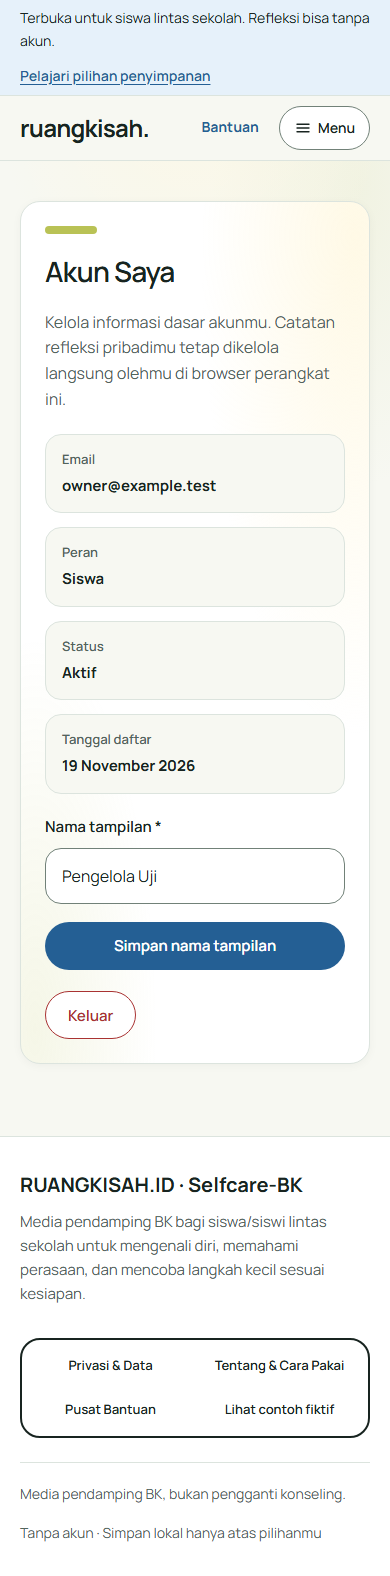 Terbuka untuk siswa lintas sekolah. Refleksi bisa tanpa
akun.
Pelajari pilihan penyimpanan
ruangkisah.
Bantuan
Menu
Akun Saya
Kelola informasi dasar akunmu. Catatan
refleksi pribadimu tetap dikelola
langsung olehmu di browser perangkat
ini.
Email
owner@example.test
Peran
Siswa
Status
Aktif
Tanggal daftar
19 November 2026
Nama tampilan *
Pengelola Uji
Simpan nama tampilan
Keluar
RUANGKISAH.ID · Selfcare-BK
Media pendamping BK bagi siswa/siswi lintas
sekolah untuk mengenali diri, memahami
perasaan, dan mencoba langkah kecil sesuai
kesiapan.
Privasi & Data
Tentang & Cara Pakai
Pusat Bantuan
Lihat contoh fiktif
Media pendamping BK, bukan pengganti konseling.
Tanpa akun · Simpan lokal hanya atas pilihanmu